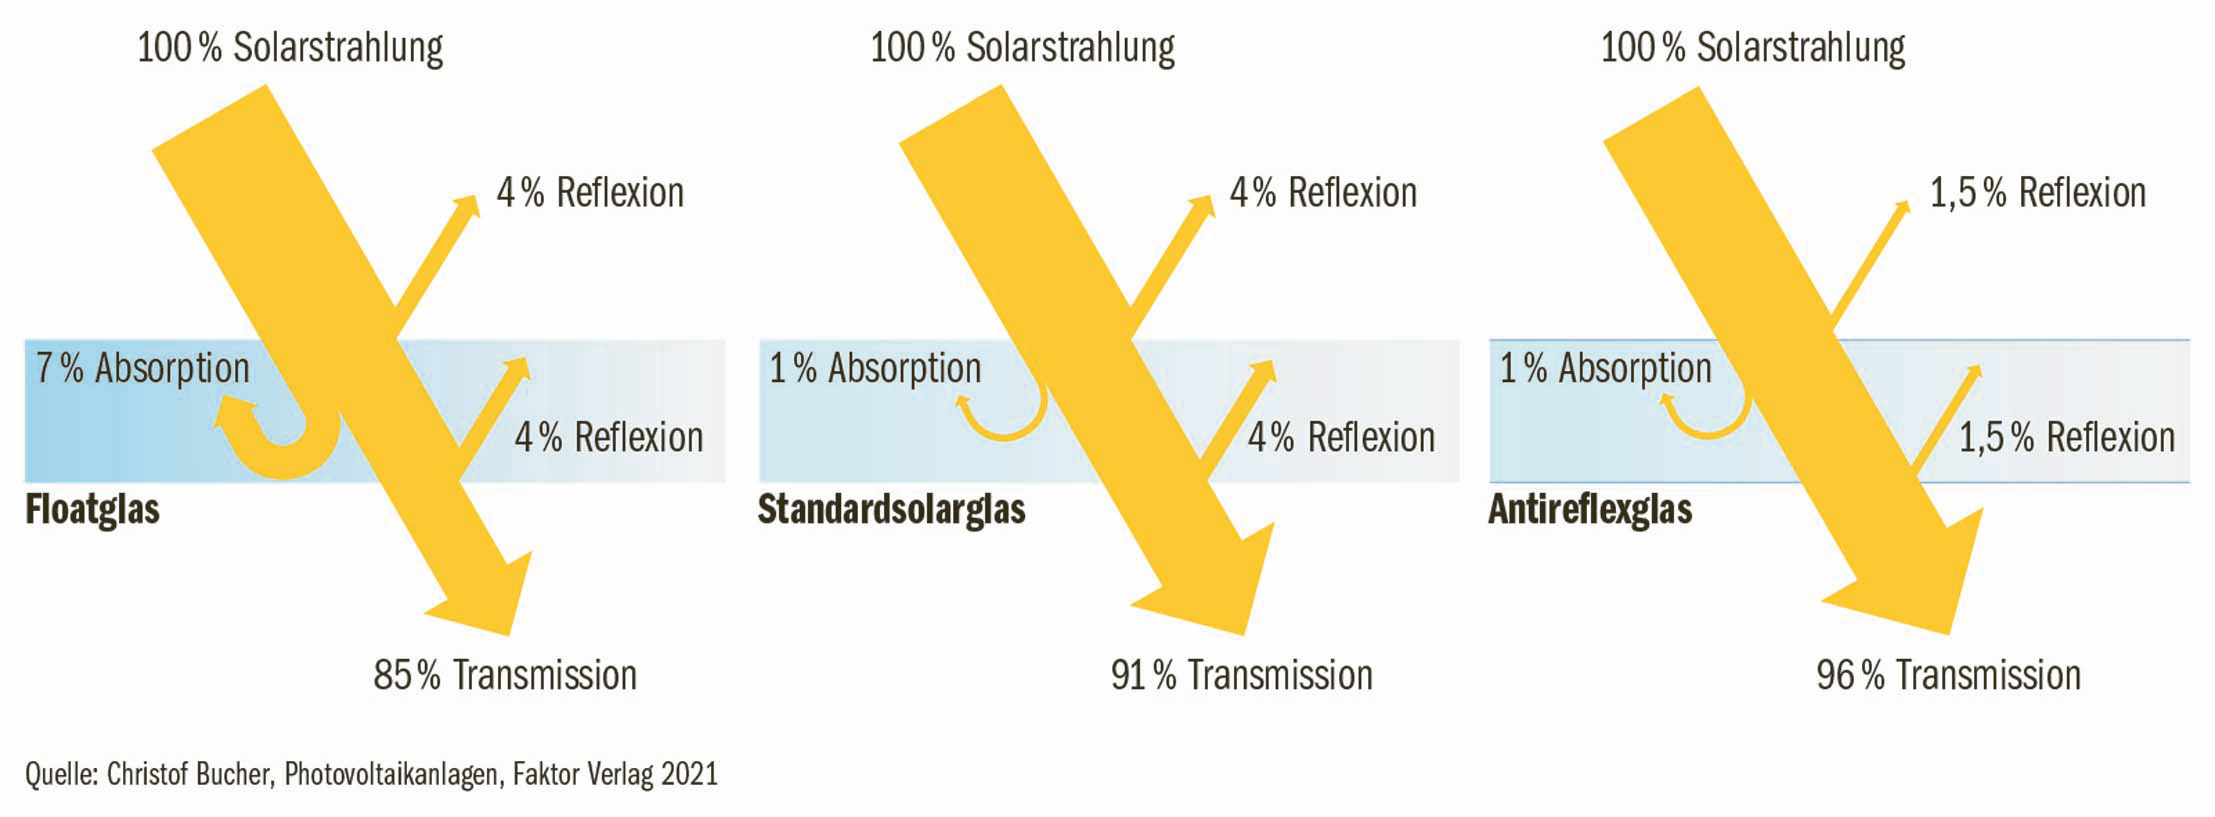 100 % Solarstrahlung
4 % Reflexion
7 % Absorption
4 % Reflexion
Floatglas
85 % Transmission
100 % Solarstrahlung
4 % Reflexion
1 % Absorption
4 % Reflexion
Standardsolarglas
91 % Transmission
100 % Solarstrahlung
1,5 % Reflexion
1 % Absorption
1,5 % Reflexion
Antireflexglas
96 % Transmission
Quelle: Christof Bucher, Photovoltaikanlagen, Faktor Verlag 2021